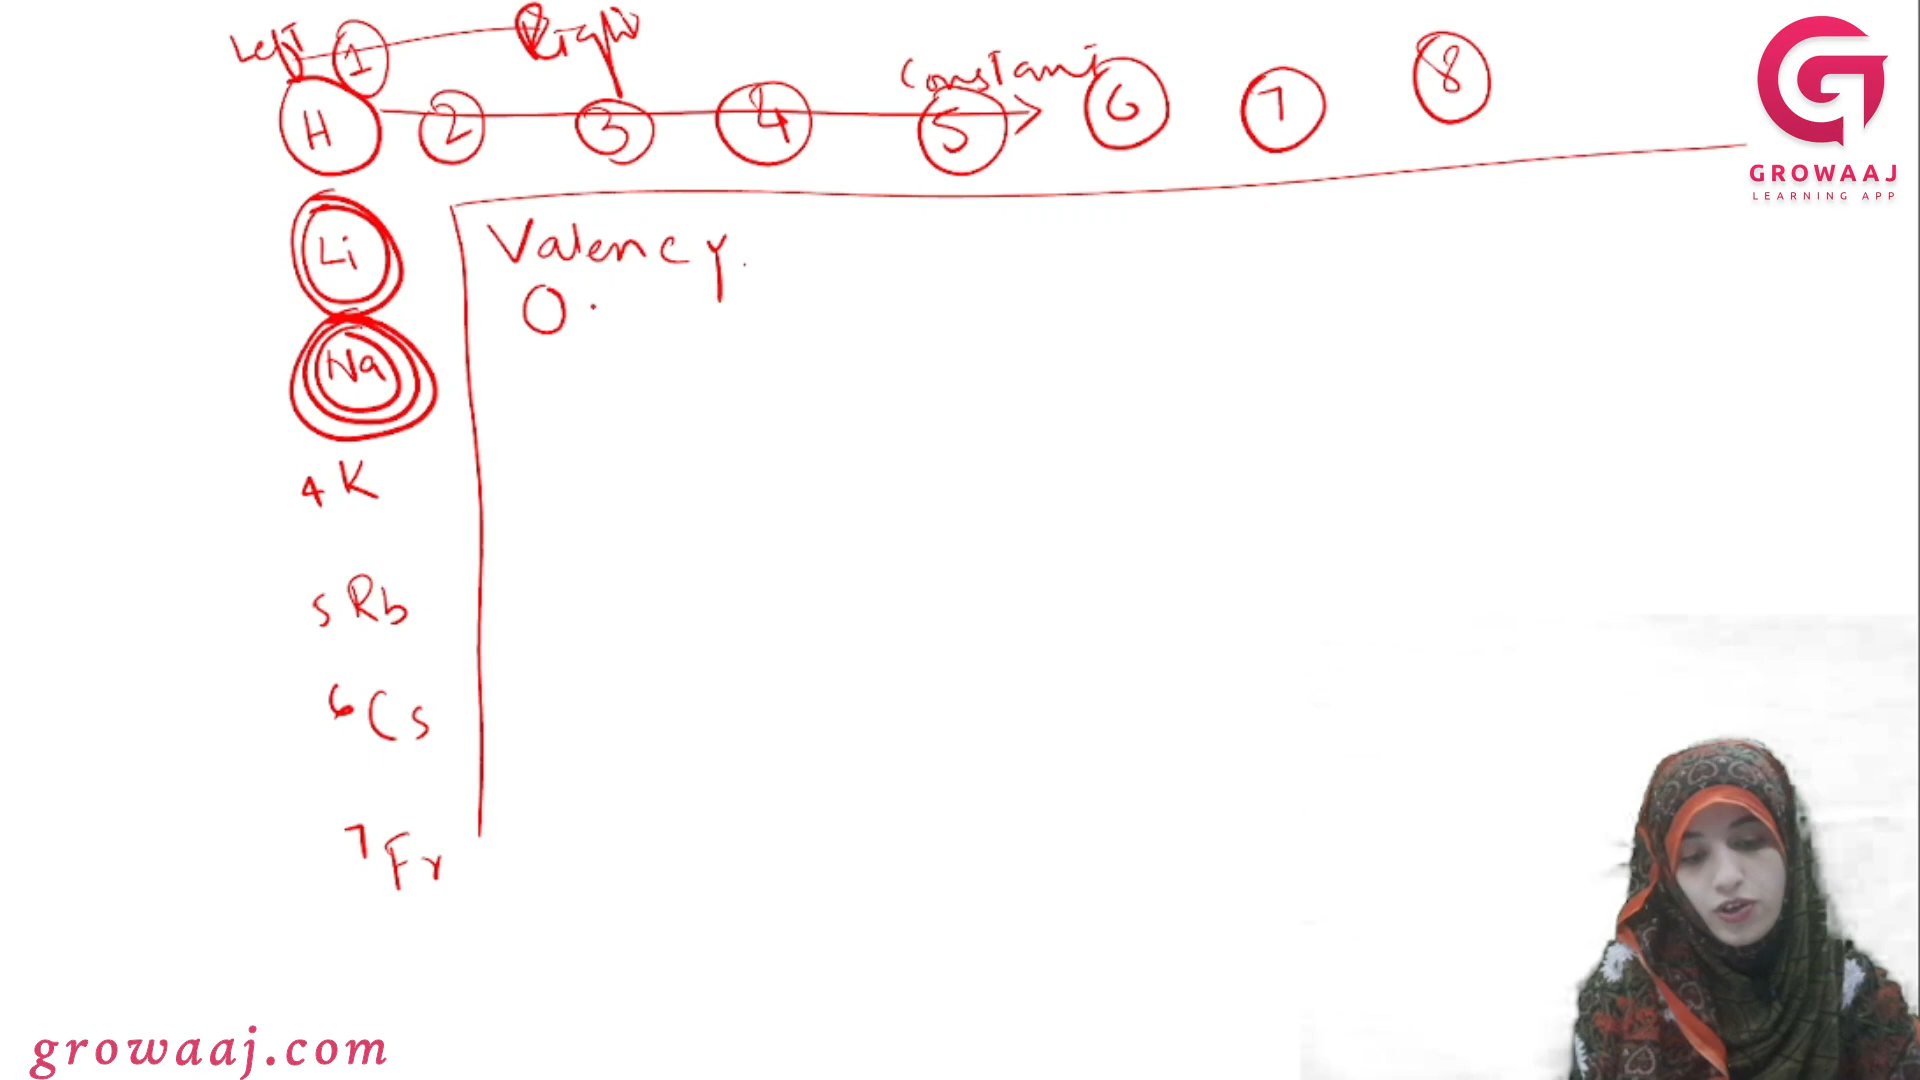 Left 1 Right
Constant
H 2 3 4 5 6 7 8
Li
Valency.
O.
Na
4 K
5 Rb
6 Cs
7 Fr
GROWAAJ
LEARNING APP
growaaj.com